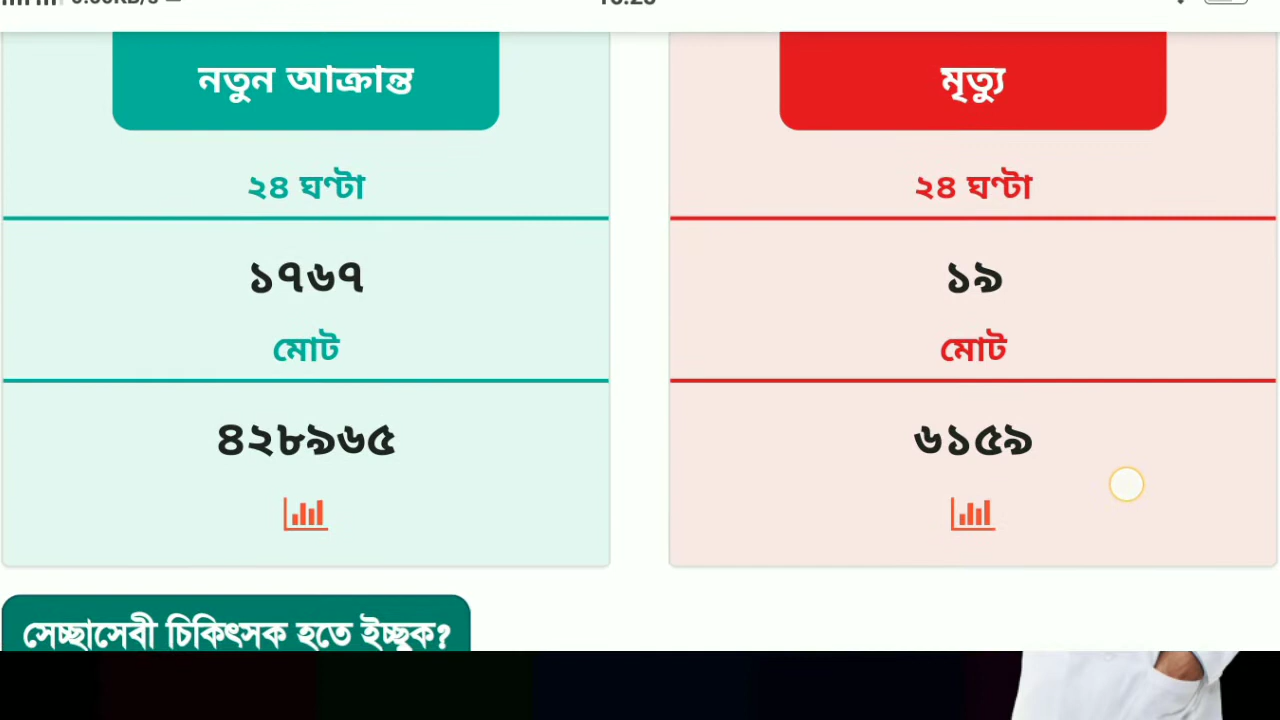 নতুন আক্রান্ত
২৪ ঘণ্টা
১৭৬৭
মোট
৪২৮৯৬৫
মৃত্যু
২৪ ঘণ্টা
১৯
মোট
৬১৫৯
সেচ্ছাসেবী চিকিৎসক হতে ইচ্ছুক?